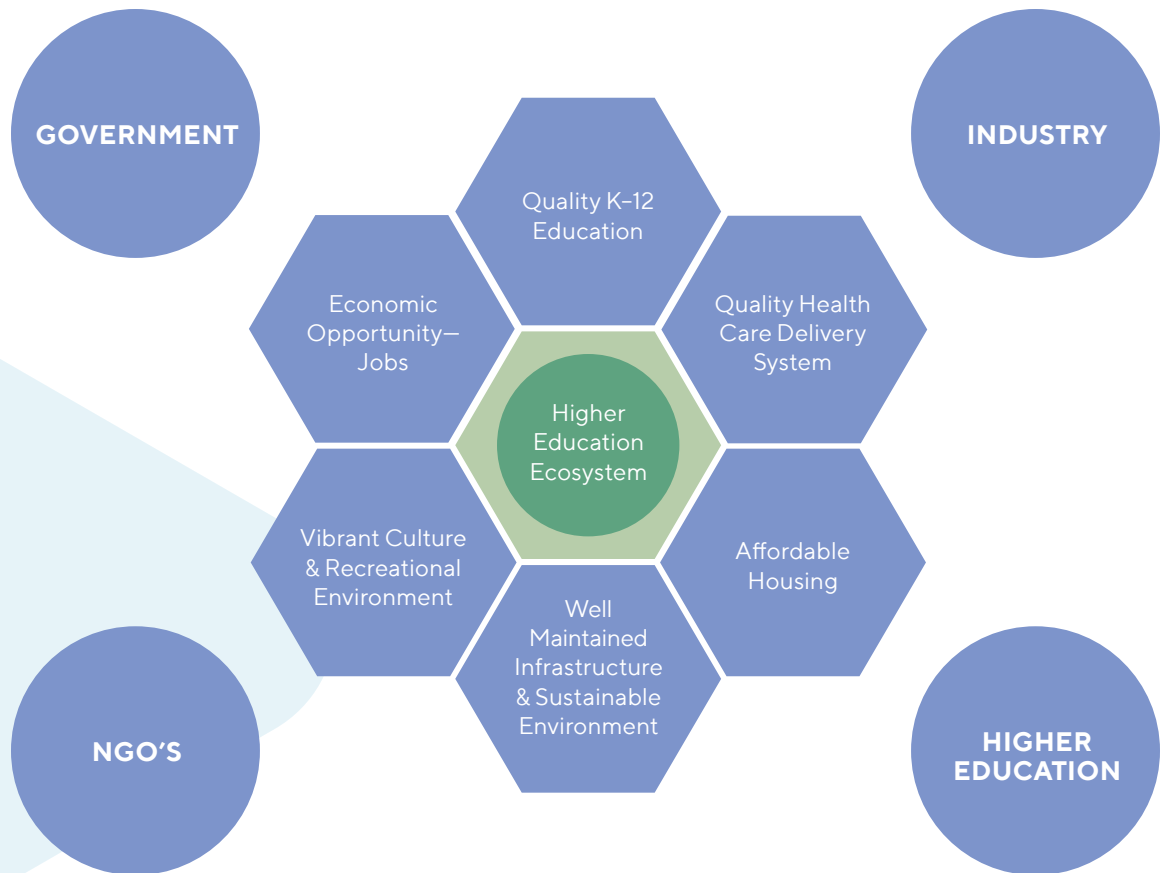 GOVERNMENT
INDUSTRY
Quality K–12
Education
Economic
Opportunity—
Jobs
Quality Health
Care Delivery
System
Higher
Education
Ecosystem
Vibrant Culture
& Recreational
Environment
Affordable
Housing
Well
Maintained
Infrastructure
& Sustainable
Environment
NGO’S
HIGHER
EDUCATION